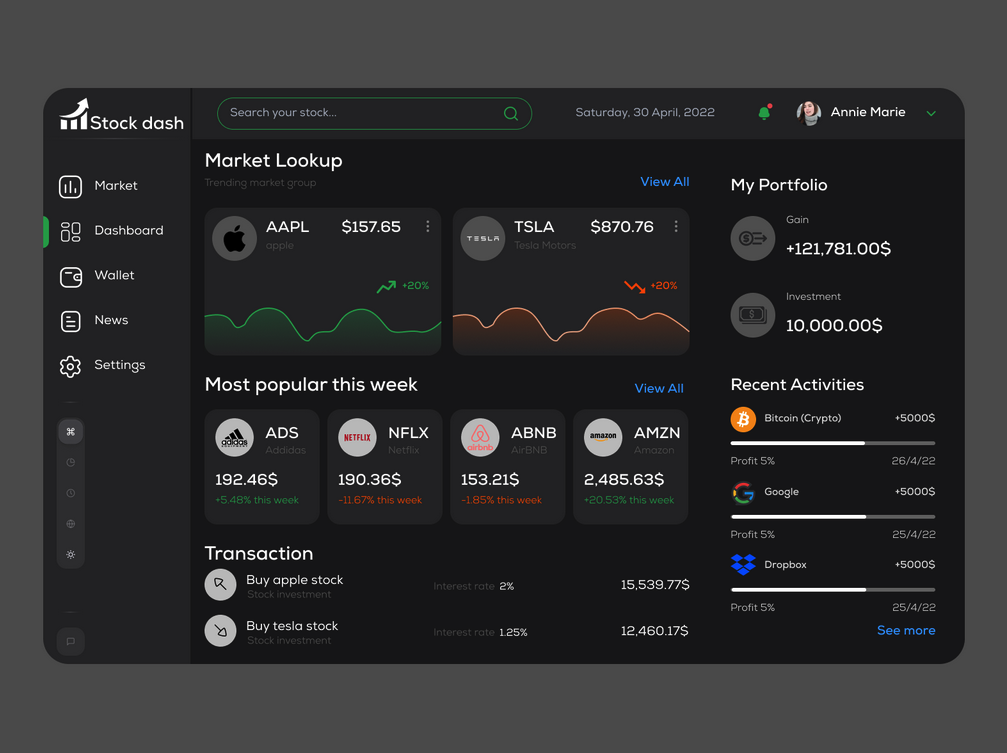 Stock dash
Search your stock...
Saturday, 30 April, 2022
Annie Marie
Market
Dashboard
Wallet
News
Settings
Market Lookup
Trending market group
View All
AAPL
$157.65
apple
+20%
TSLA
TSLA
$870.76
Tesla Motors
+20%
Most popular this week
View All
adidas
ADS
Addidos
192.46$
+5.48% this week
NETFLIX
NFLX
Netflix
190.36$
-11.67% this week
airbnb
ABNB
AirBNB
153.21$
-1.85% this week
amazon
AMZN
Amazon
2,485.63$
+20.53% this week
Transaction
Buy apple stock
Stock investment
Interest rate 2%
15,539.77$
Buy tesla stock
Stock investment
Interest rate 1.25%
12,460.17$
My Portfolio
Gain
+121,781.00$
Investment
10,000.00$
Recent Activities
Bitcoin (Crypto)
+5000$
Profit 5%
26/4/22
Google
+5000$
Profit 5%
25/4/22
Dropbox
+5000$
Profit 5%
25/4/22
See more